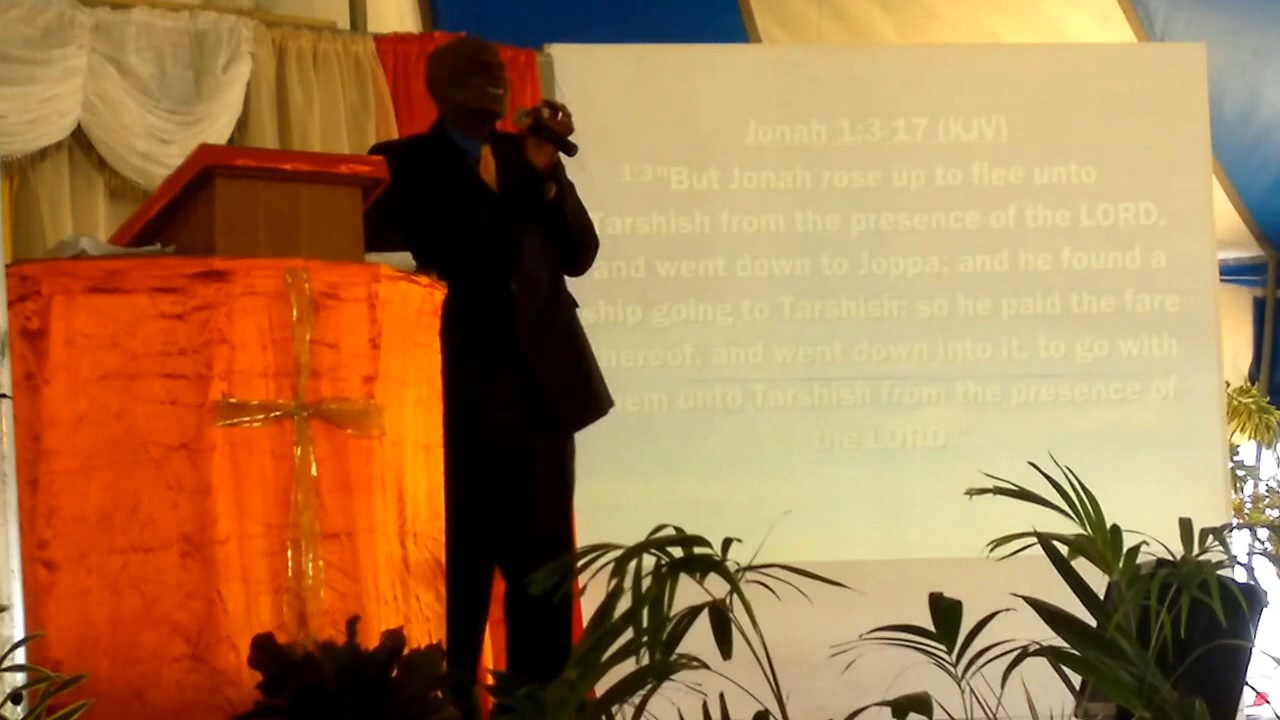 Jonah 1:3-17 (KJV)
1:3 "But Jonah rose up to flee unto
Tarshish from the presence of the LORD,
and went down to Joppa; and he found a
ship going to Tarshish: so he paid the fare
hereof, and went down into it, to go with
em unto Tarshish from the presence of
the LORD."